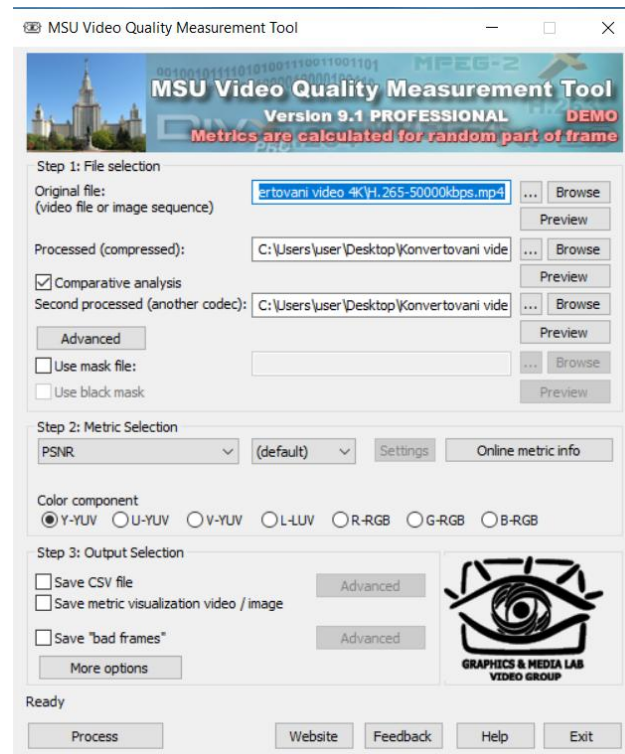 MSU Video Quality Measurement Tool
MPEG-2
MSU Video Quality Measurement Tool
Version 9.1 PROFESSIONAL DEMO
Metrics are calculated for random part of frame
Step 1: File selection
Original file: ertovani video 4K\H.265-50000kbps.mp4 ... Browse
(video file or image sequence) Preview
Processed (compressed): C:\Users\user\Desktop\Konvertovani vide ... Browse
Comparative analysis Preview
Second processed (another codec): C:\Users\user\Desktop\Konvertovani vide ... Browse
Advanced Preview
Use mask file: ... Browse
Use black mask Preview
Step 2: Metric Selection
PSNR (default) Settings Online metric info
Color component
Y-YUV U-YUV V-YUV L-LUV R-RGB G-RGB B-RGB
Step 3: Output Selection
Save CSV file Advanced
Save metric visualization video / image
Save "bad frames" Advanced
More options
GRAPHICS & MEDIA LAB
VIDEO GROUP
Ready
Process Website Feedback Help Exit